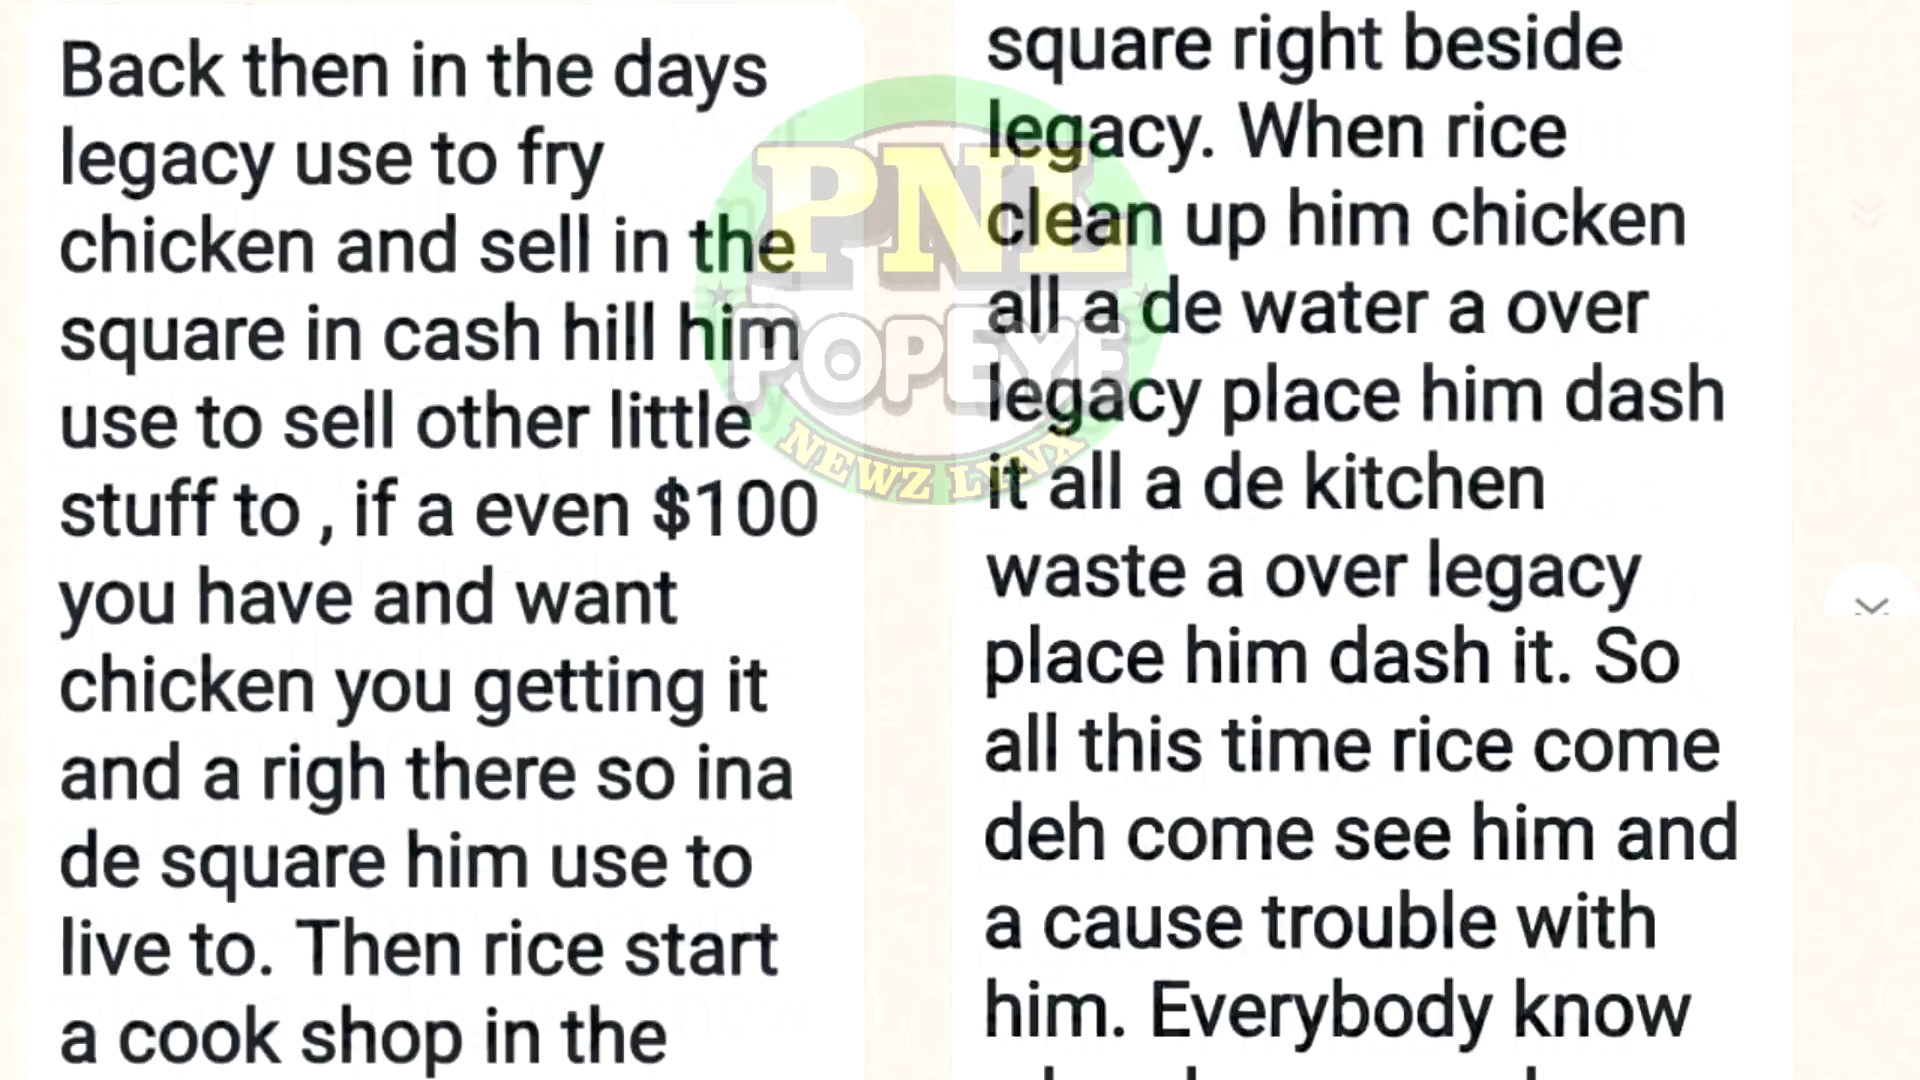 Back then in the days
legacy use to fry
chicken and sell in the
square in cash hill him
use to sell other little
stuff to , if a even $100
you have and want
chicken you getting it
and a righ there so ina
de square him use to
live to. Then rice start
a cook shop in the
square right beside
legacy. When rice
clean up him chicken
all a de water a over
legacy place him dash
it all a de kitchen
waste a over legacy
place him dash it. So
all this time rice come
deh come see him and
a cause trouble with
him. Everybody know
PNL
POPEYE
NEWZ LYNX